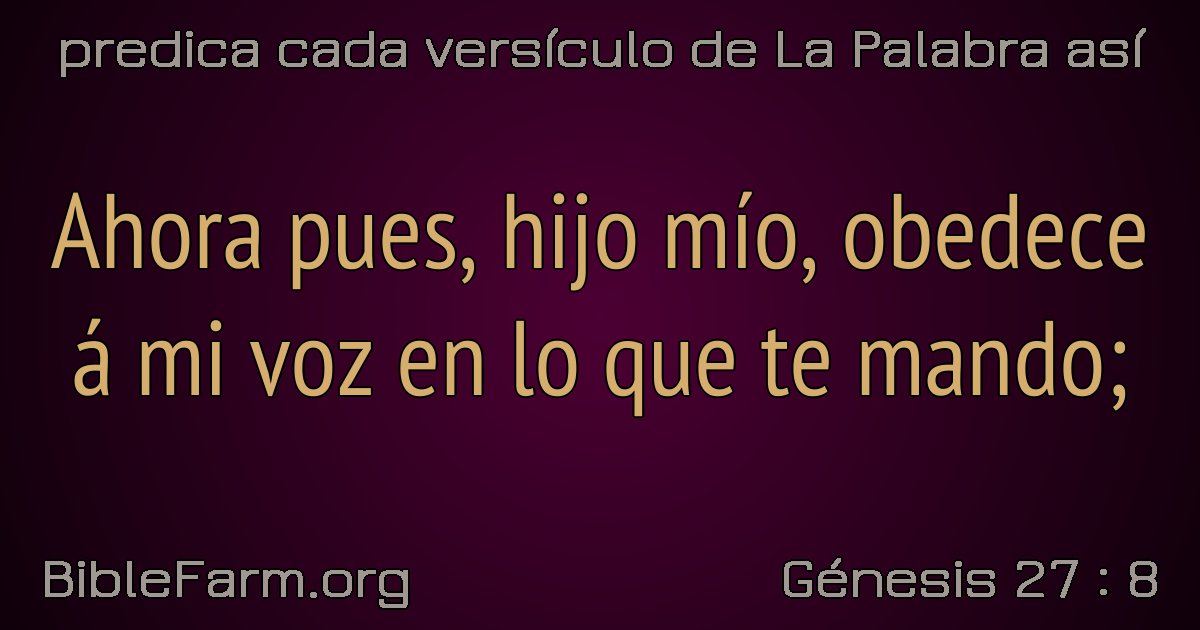 predica cada versículo de La Palabra así
Ahora pues, hijo mío, obedece
á mi voz en lo que te mando;
BibleFarm.org
Génesis 27 : 8